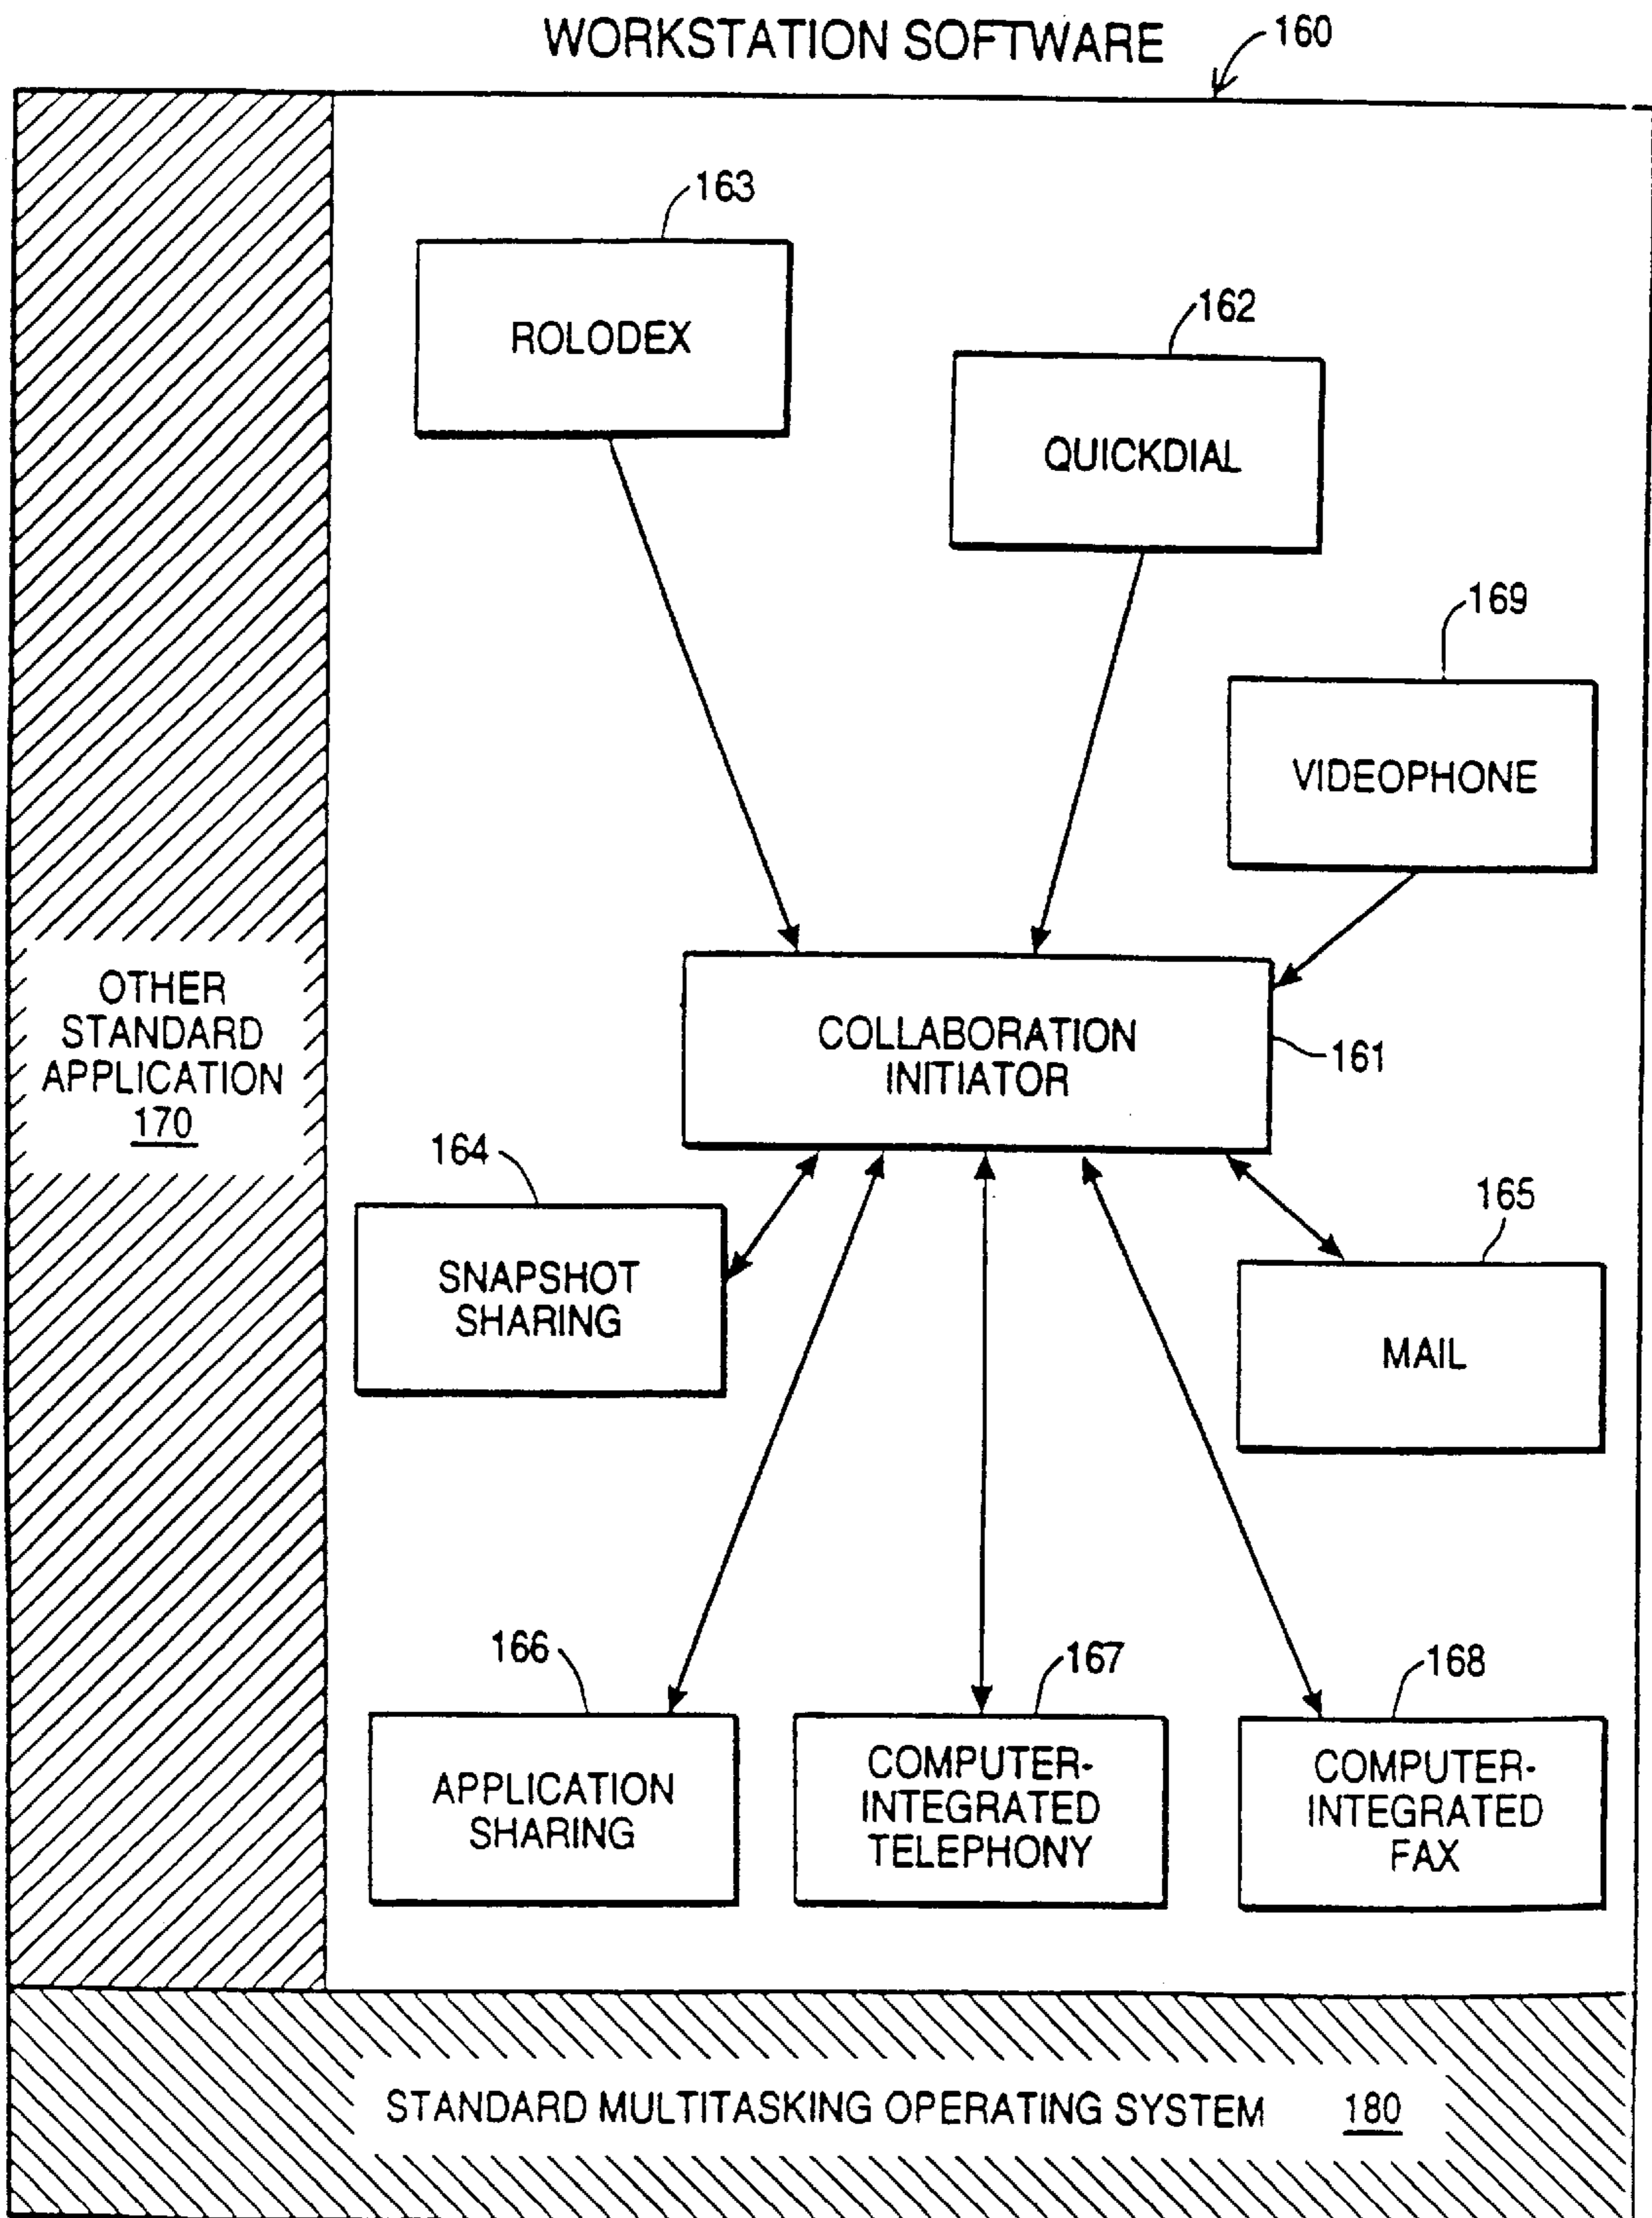 WORKSTATION SOFTWARE
160
163
ROLODEX
162
QUICKDIAL
169
VIDEOPHONE
COLLABORATION
INITIATOR
161
OTHER
STANDARD
APPLICATION
170
164
SNAPSHOT
SHARING
165
MAIL
166
APPLICATION
SHARING
167
COMPUTER-
INTEGRATED
TELEPHONY
168
COMPUTER-
INTEGRATED
FAX
STANDARD MULTITASKING OPERATING SYSTEM 180